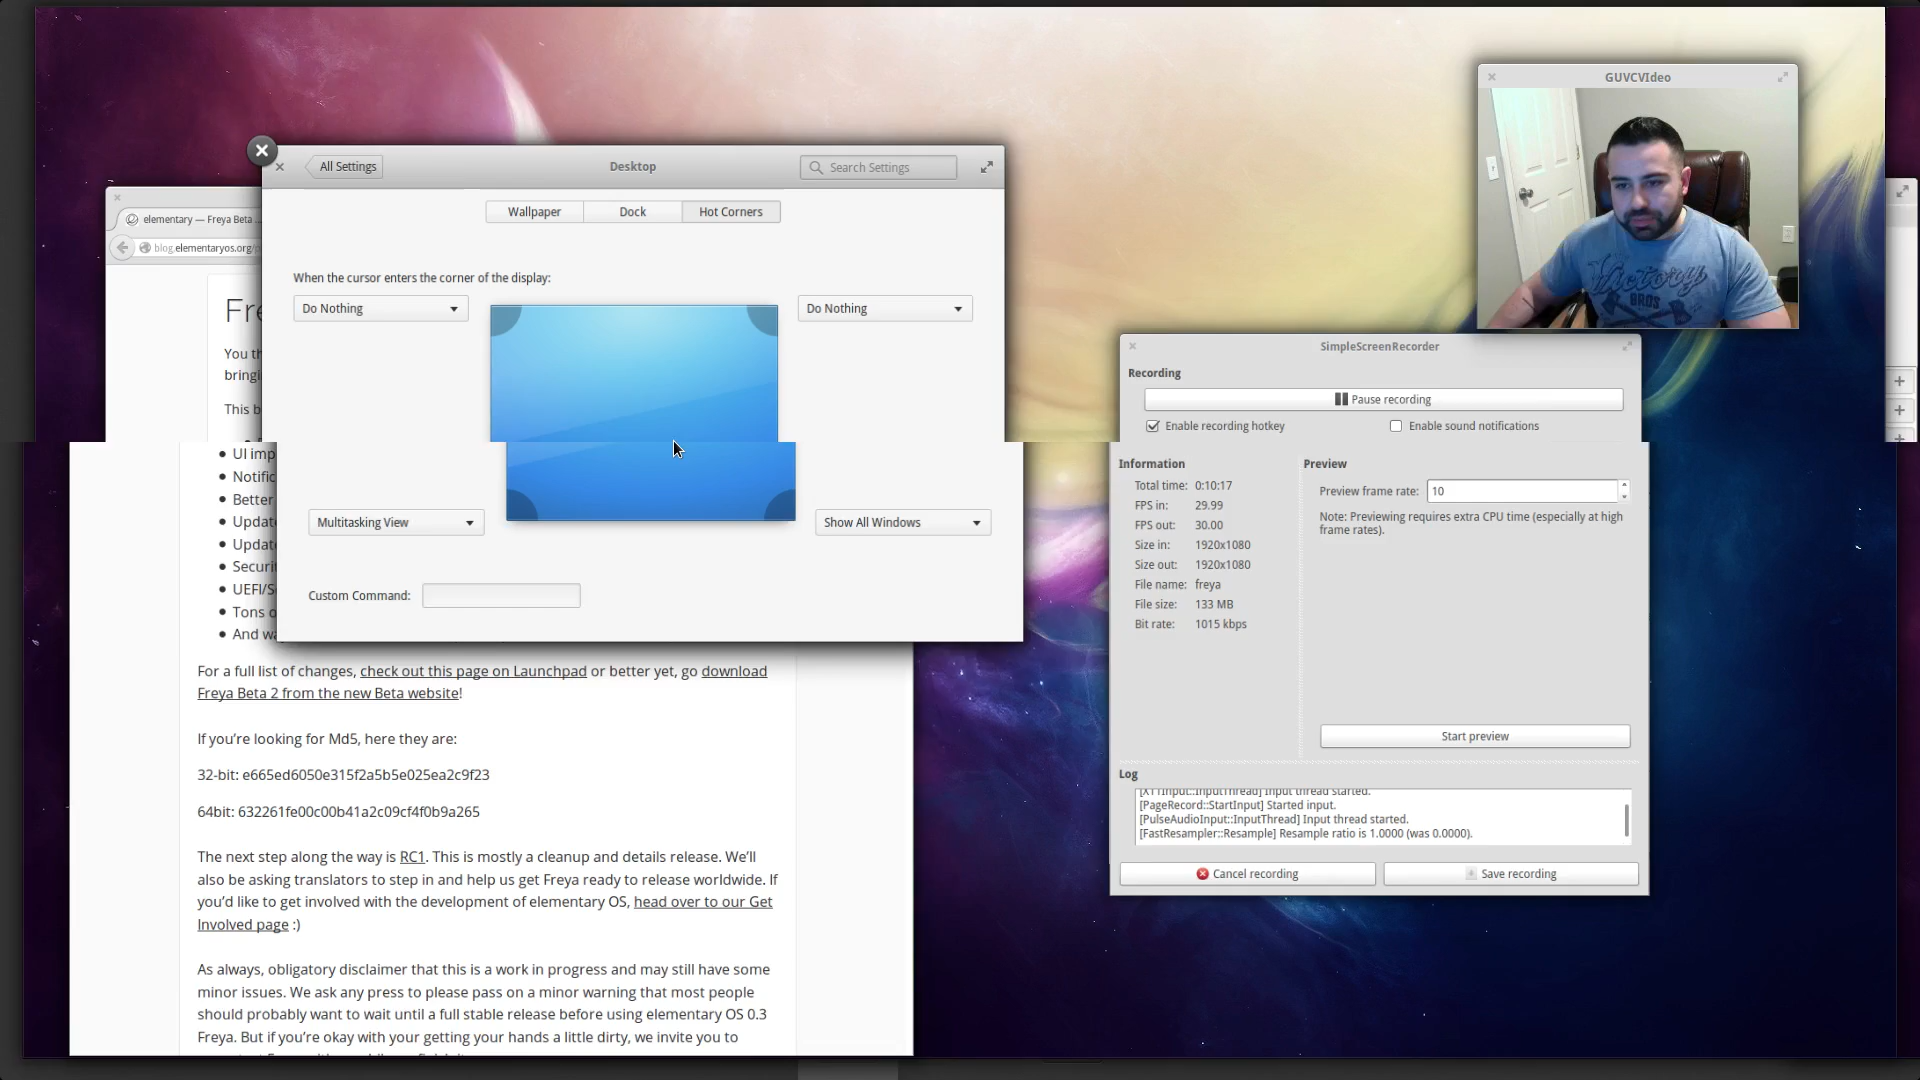 GUVCVIdeo
Victory
BROS
All Settings
Desktop
Search Settings
Wallpaper
Dock
Hot Corners
When the cursor enters the corner of the display:
Do Nothing
Do Nothing
Multitasking View
Show All Windows
Custom Command:
elementary — Freya Beta ...
blog.elementaryos.org/p
Fre
You th
bringi
This b
UI imp
Notific
Better
Update
Update
Securit
UEFI/S
Tons o
And wa
For a full list of changes, check out this page on Launchpad or better yet, go download
Freya Beta 2 from the new Beta website!
If you’re looking for Md5, here they are:
32-bit: e665ed6050e315f2a5b5e025ea2c9f23
64bit: 632261fe00c00b41a2c09cf4f0b9a265
The next step along the way is RC1. This is mostly a cleanup and details release. We’ll
also be asking translators to step in and help us get Freya ready to release worldwide. If
you’d like to get involved with the development of elementary OS, head over to our Get
Involved page :)
As always, obligatory disclaimer that this is a work in progress and may still have some
minor issues. We ask any press to please pass on a minor warning that most people
should probably want to wait until a full stable release before using elementary OS 0.3
Freya. But if you’re okay with your getting your hands a little dirty, we invite you to
SimpleScreenRecorder
Recording
Pause recording
Enable recording hotkey
Enable sound notifications
Information
Total time: 0:10:17
FPS in: 29.99
FPS out: 30.00
Size in: 1920x1080
Size out: 1920x1080
File name: freya
File size: 133 MB
Bit rate: 1015 kbps
Preview
Preview frame rate: 10
Note: Previewing requires extra CPU time (especially at high
frame rates).
Start preview
Log
[X11Input::InputThread] Input thread started.
[PageRecord::StartInput] Started input.
[PulseAudioInput::InputThread] Input thread started.
[FastResampler::Resample] Resample ratio is 1.0000 (was 0.0000).
Cancel recording
Save recording